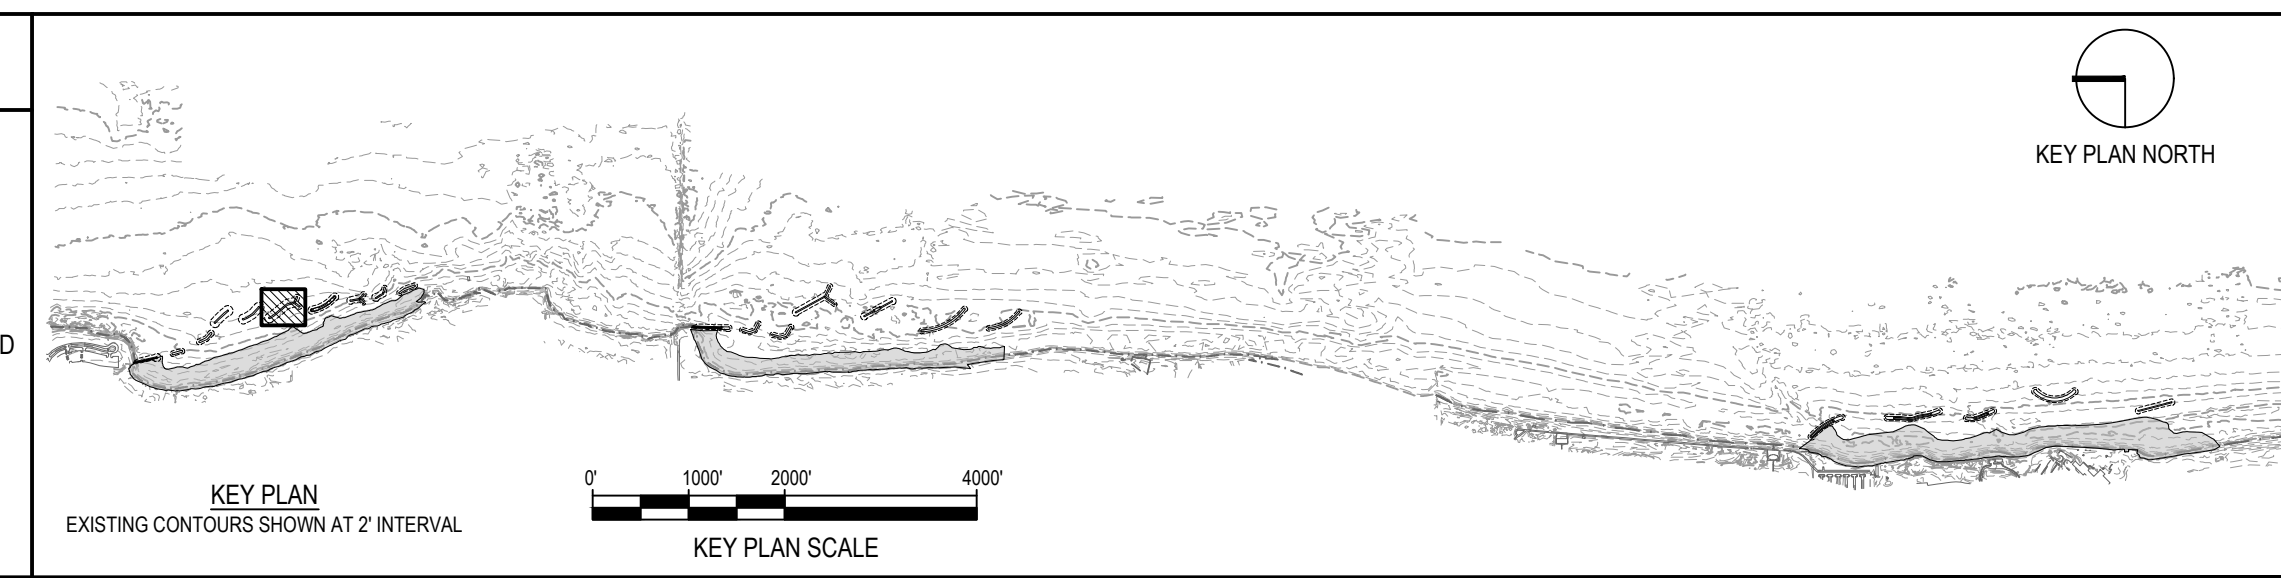 KEY PLAN NORTH
D
0' 1000' 2000' 4000'
KEY PLAN
EXISTING CONTOURS SHOWN AT 2' INTERVAL
KEY PLAN SCALE